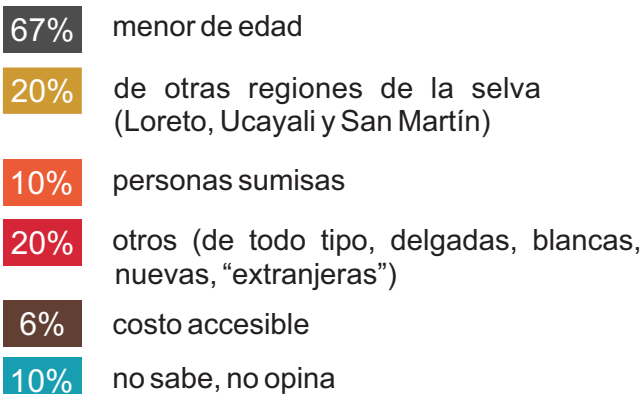 67% menor de edad
20% de otras regiones de la selva
(Loreto, Ucayali y San Martín)
10% personas sumisas
20% otros (de todo tipo, delgadas, blancas,
nuevas, “extranjeras”)
6% costo accesible
10% no sabe, no opina